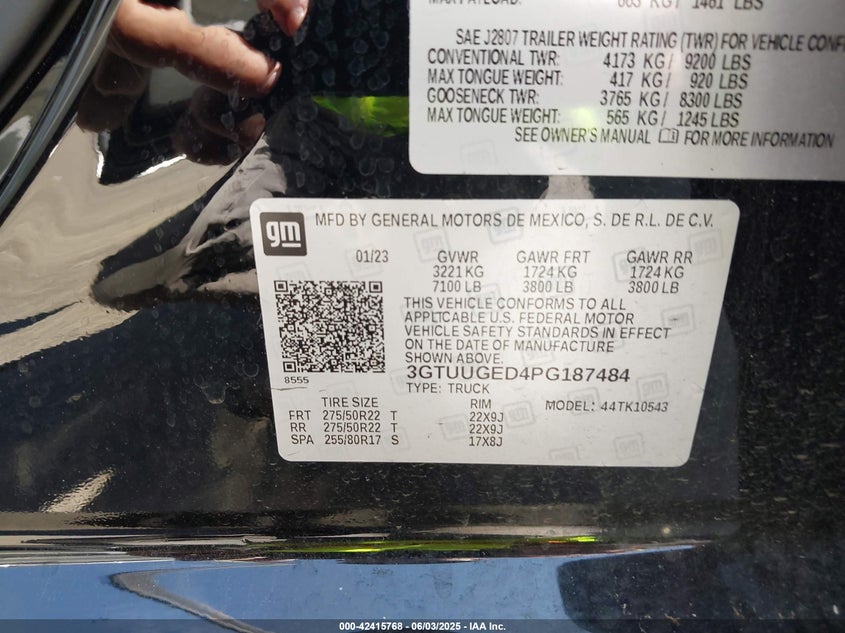 MAX PAYLOAD: 663 KG / 1461 LBS
SAE J2807 TRAILER WEIGHT RATING (TWR) FOR VEHICLE
CONVENTIONAL TWR: 4173 KG / 9200 LBS
MAX TONGUE WEIGHT: 417 KG / 920 LBS
GOOSENECK TWR: 3765 KG / 8300 LBS
MAX TONGUE WEIGHT: 565 KG / 1245 LBS
SEE OWNER'S MANUAL FOR MORE INFORMATION
gm
MFD BY GENERAL MOTORS DE MEXICO, S. DE R.L. DE C.V.
01/23 GVWR GAWR FRT GAWR RR
3221 KG 1724 KG 1724 KG
7100 LB 3800 LB 3800 LB
THIS VEHICLE CONFORMS TO ALL
APPLICABLE U.S. FEDERAL MOTOR
VEHICLE SAFETY STANDARDS IN EFFECT
ON THE DATE OF MANUFACTURE
SHOWN ABOVE.
3GTUUGED4PG187484
8555
TYPE: TRUCK
TIRE SIZE RIM MODEL: 44TK10543
FRT 275/50R22 T 22X9J
RR 275/50R22 T 22X9J
SPA 255/80R17 S 17X8J
000-42415768 - 06/03/2025 - IAA Inc.